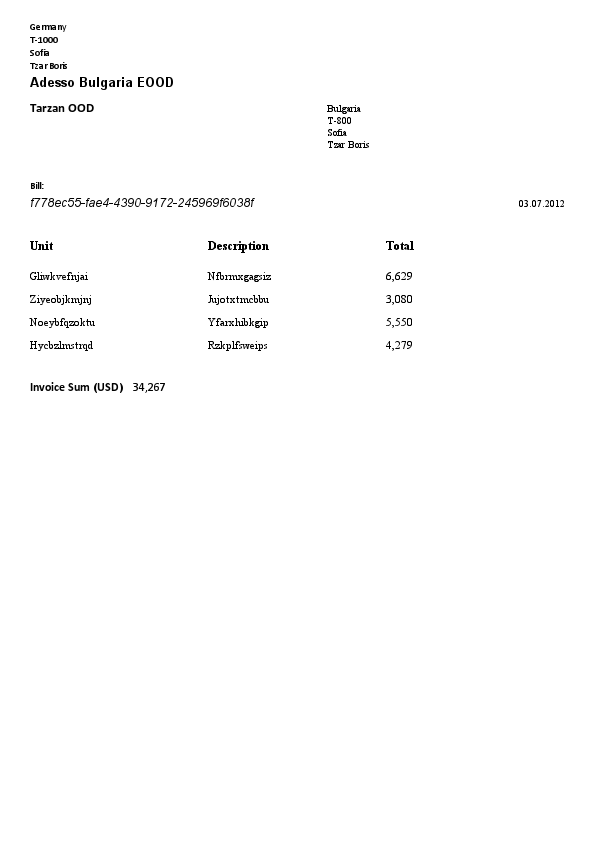 Germany
T-1000
Sofia
Tzar Boris
Adesso Bulgaria EOOD
Tarzan OOD
Bulgaria
T-800
Sofia
Tzar Boris
Bill:
f778ec55-fae4-4390-9172-245969f6038f 03.07.2012
Unit Description Total
Gliwkvefnjai Nfbrmxgagsiz 6,629
Ziyeobjkmjnj Jujotxtmcbbu 3,080
Noeybfqzoktu Yfarxhibkgip 5,550
Hycbzlmstrqd Rzkplfsweips 4,279
Invoice Sum (USD) 34,267